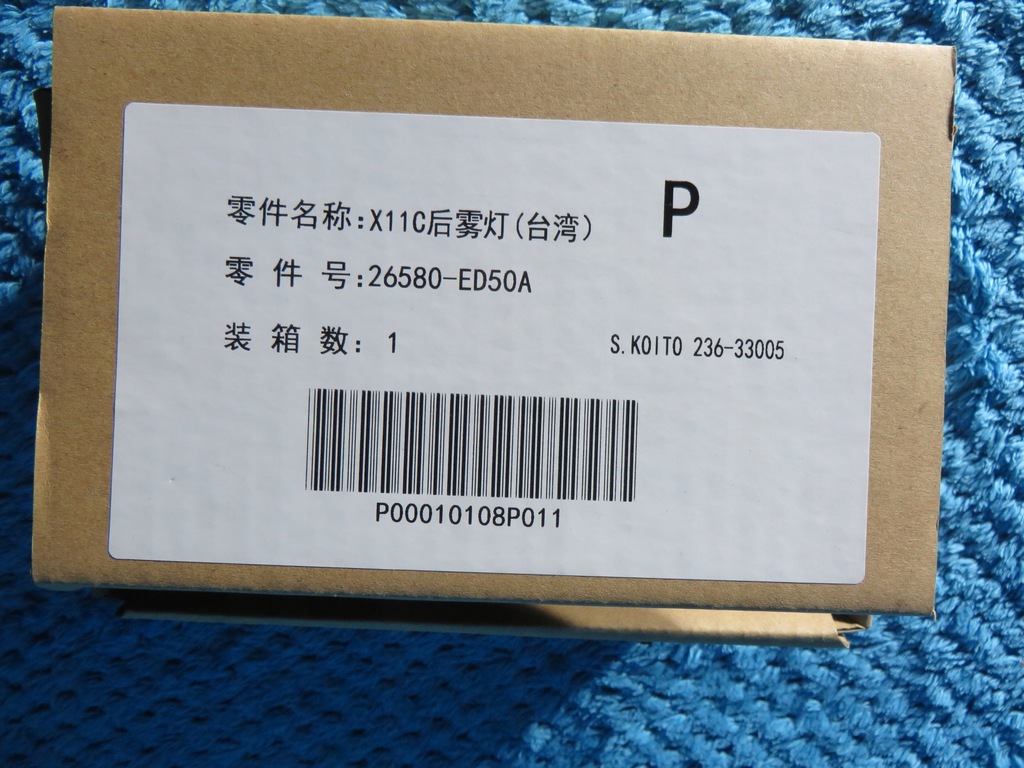 P
零件名称:X11C后雾灯(台湾)
零 件 号:26580-ED50A
装 箱 数: 1
S.KOITO 236-33005
P00010108P011